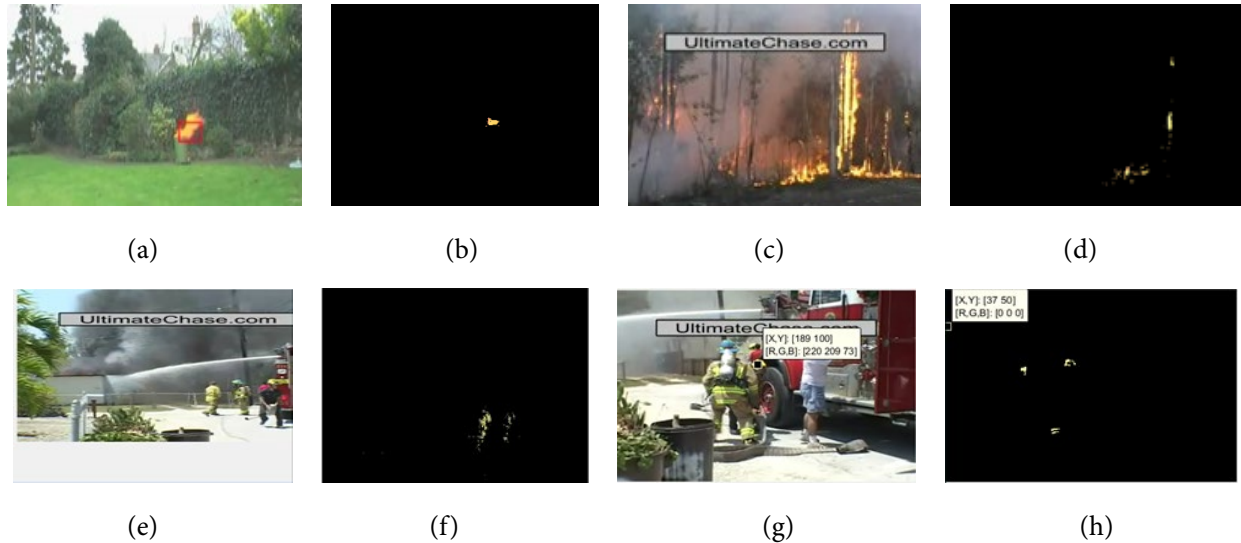 UltimateChase.com
(a)
(b)
(c)
(d)
UltimateChase.com
UltimateChase.com
[X,Y]: [189 100]
[R,G,B]: [220 209 73]
[X,Y]: [37 50]
[R,G,B]: [0 0 0]
(e)
(f)
(g)
(h)